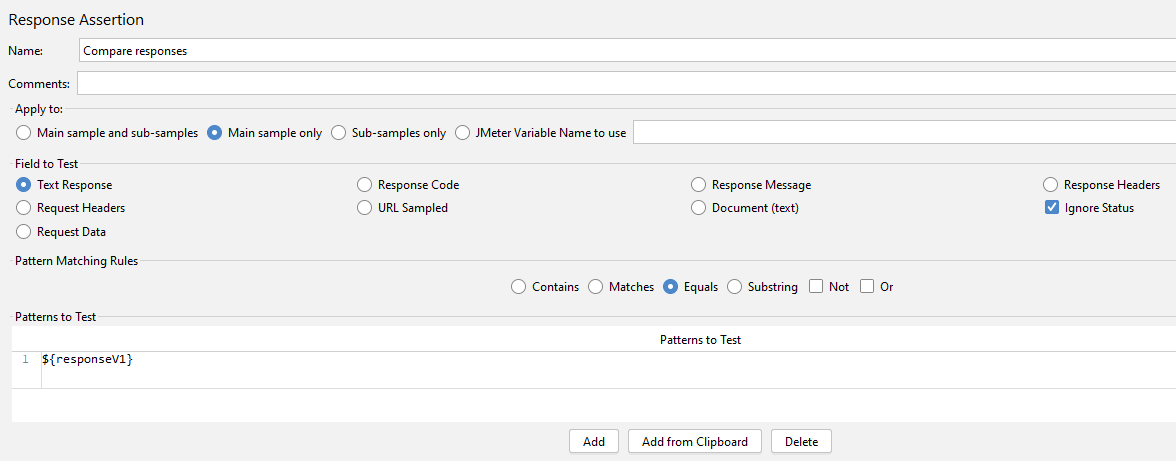 Response Assertion
Name: Compare responses
Comments:
Apply to:
Main sample and sub-samples Main sample only Sub-samples only JMeter Variable Name to use
Field to Test
Text Response Response Code Response Message Response Headers
Request Headers URL Sampled Document (text) Ignore Status
Request Data
Pattern Matching Rules
Contains Matches Equals Substring Not Or
Patterns to Test
Patterns to Test
1 ${responseV1}
Add Add from Clipboard Delete